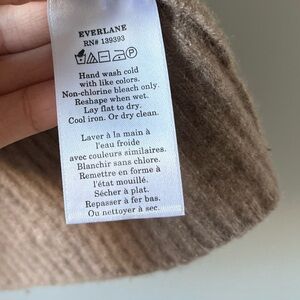 EVERLANE
RN# 139393
Hand wash cold
with like colors.
Non-chlorine bleach only.
Reshape when wet.
Lay flat to dry.
Cool iron. Or dry clean.
Laver à la main à
l'eau froide
avec couleurs similaires.
Blanchir sans chlore.
Remettre en forme à
l'état mouillé.
Sécher à plat.
Repasser à fer bas.
Ou nettoyer à sec.